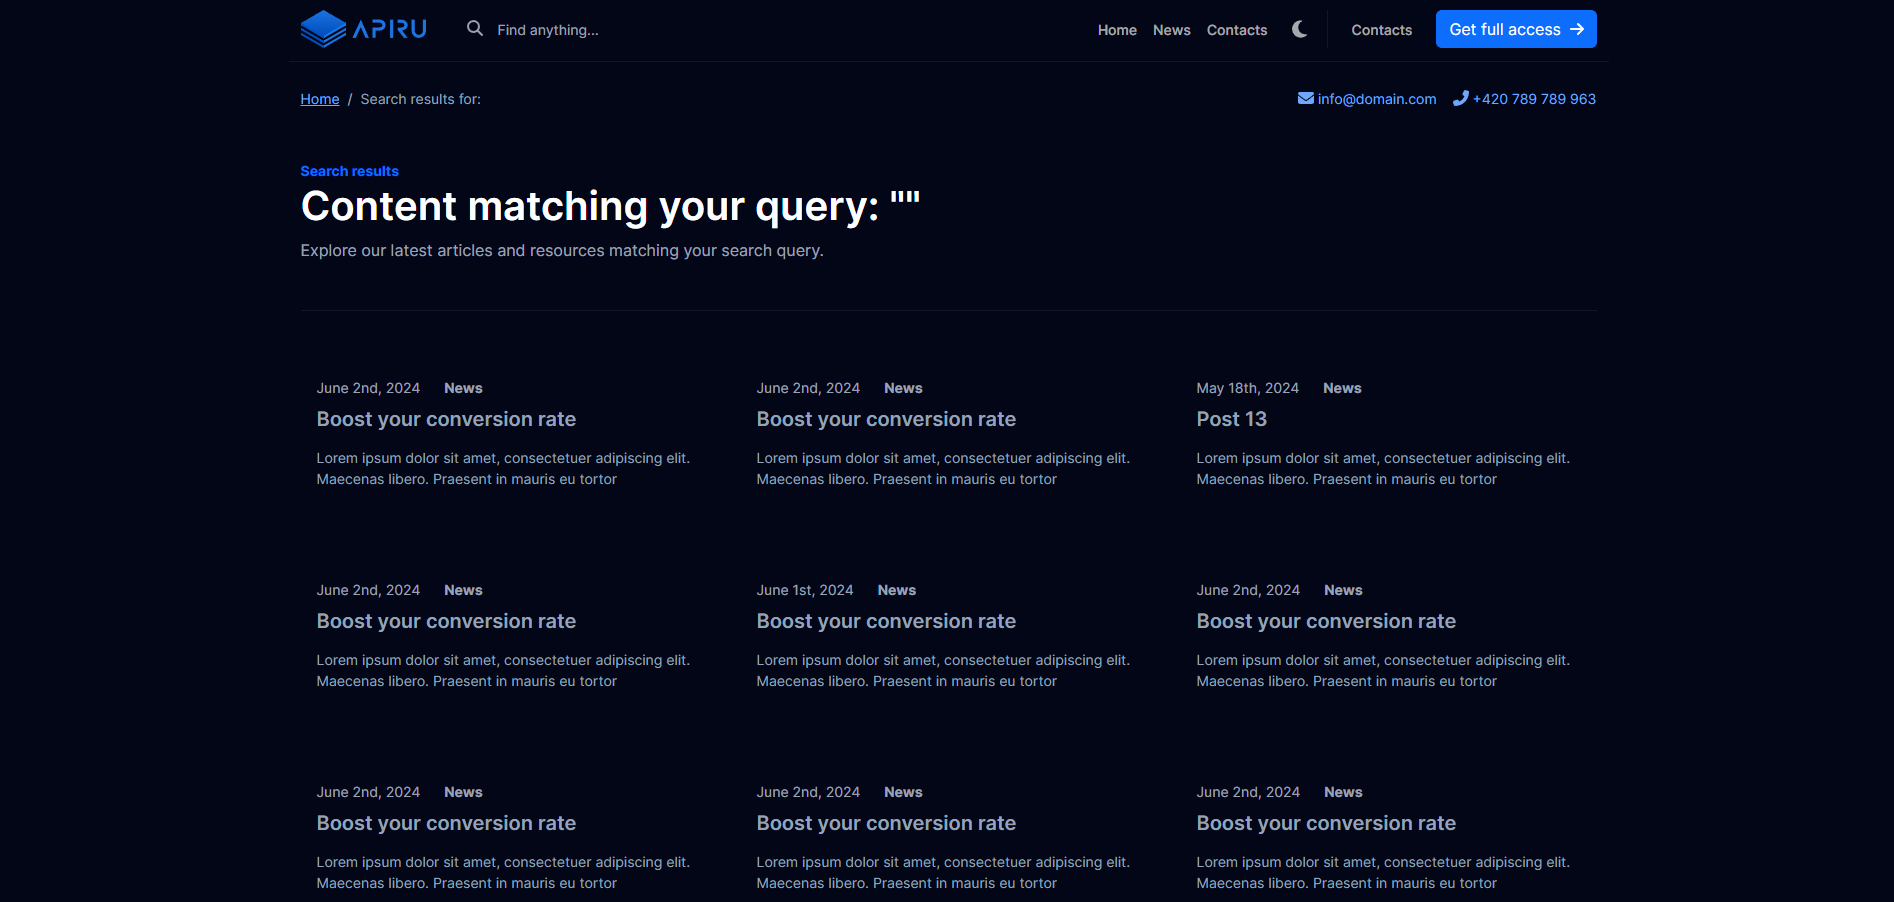 APIRU
Find anything...
Home News Contacts Contacts Get full access
Home / Search results for:
info@domain.com +420 789 789 963
Search results
Content matching your query: ""
Explore our latest articles and resources matching your search query.
June 2nd, 2024 News
Boost your conversion rate
Lorem ipsum dolor sit amet, consectetuer adipiscing elit.
Maecenas libero. Praesent in mauris eu tortor
June 2nd, 2024 News
Boost your conversion rate
Lorem ipsum dolor sit amet, consectetuer adipiscing elit.
Maecenas libero. Praesent in mauris eu tortor
May 18th, 2024 News
Post 13
Lorem ipsum dolor sit amet, consectetuer adipiscing elit.
Maecenas libero. Praesent in mauris eu tortor
June 2nd, 2024 News
Boost your conversion rate
Lorem ipsum dolor sit amet, consectetuer adipiscing elit.
Maecenas libero. Praesent in mauris eu tortor
June 1st, 2024 News
Boost your conversion rate
Lorem ipsum dolor sit amet, consectetuer adipiscing elit.
Maecenas libero. Praesent in mauris eu tortor
June 2nd, 2024 News
Boost your conversion rate
Lorem ipsum dolor sit amet, consectetuer adipiscing elit.
Maecenas libero. Praesent in mauris eu tortor
June 2nd, 2024 News
Boost your conversion rate
Lorem ipsum dolor sit amet, consectetuer adipiscing elit.
Maecenas libero. Praesent in mauris eu tortor
June 2nd, 2024 News
Boost your conversion rate
Lorem ipsum dolor sit amet, consectetuer adipiscing elit.
Maecenas libero. Praesent in mauris eu tortor
June 2nd, 2024 News
Boost your conversion rate
Lorem ipsum dolor sit amet, consectetuer adipiscing elit.
Maecenas libero. Praesent in mauris eu tortor